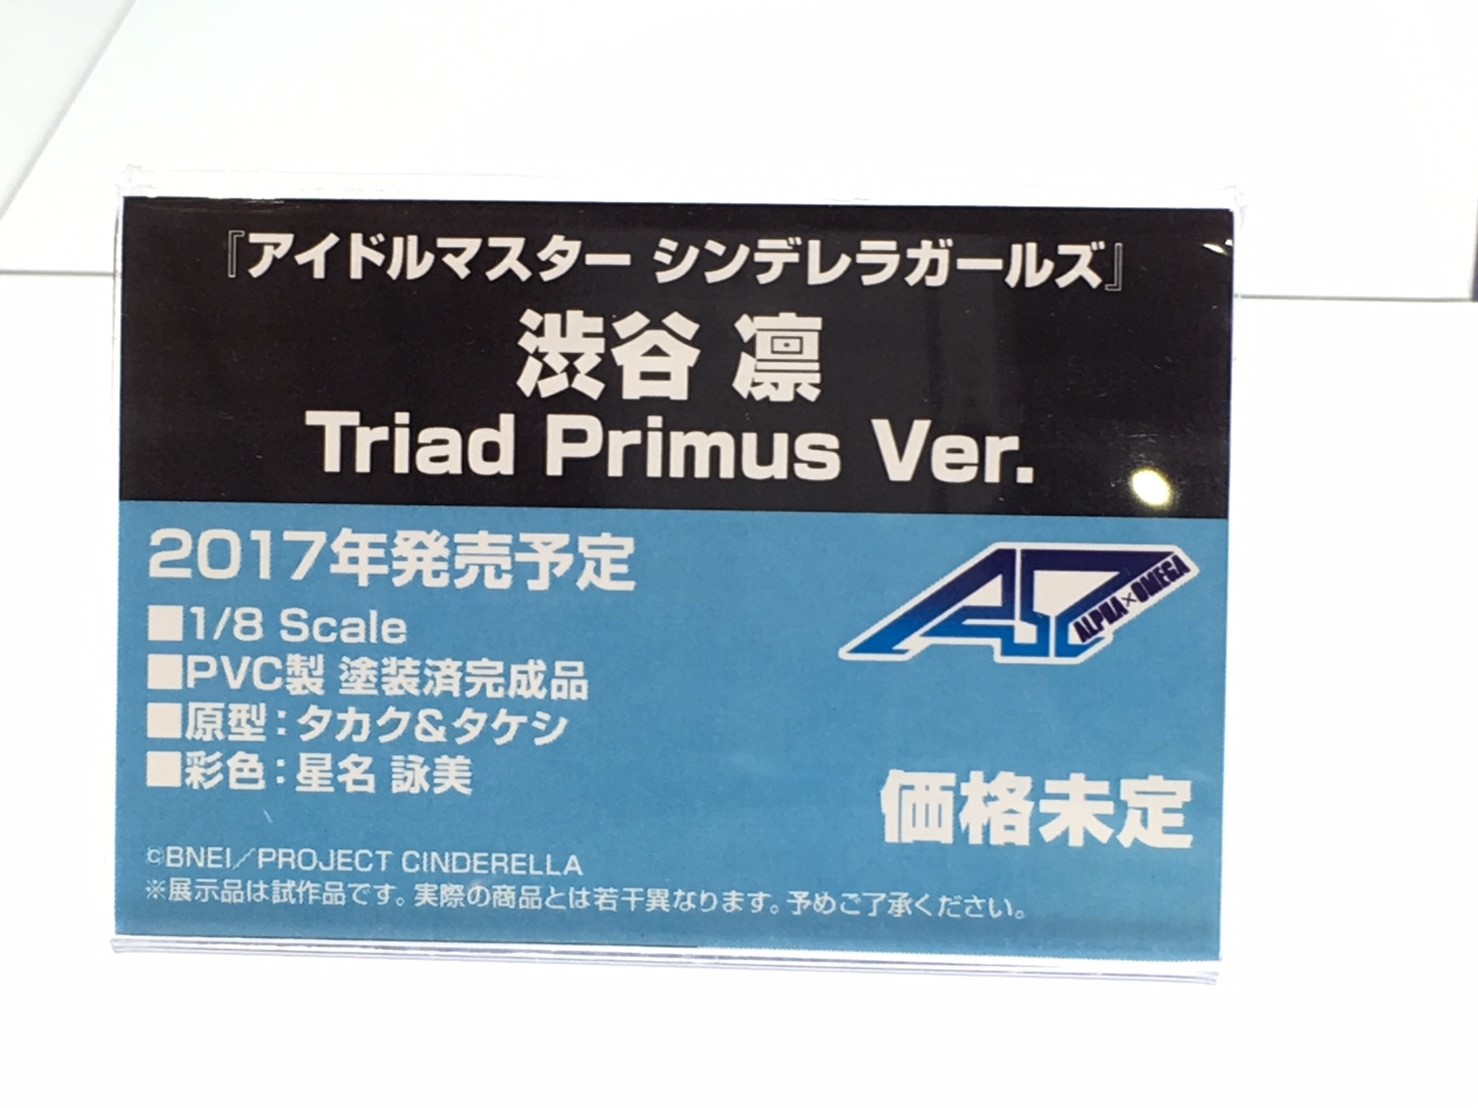 『アイドルマスター シンデレラガールズ』
渋谷 凛
Triad Primus Ver.
2017年発売予定
■1/8 Scale
■PVC製 塗装済完成品
■原型：タカク&タケシ
■彩色：星名 詠美
AΩ
ALPHA×OMEGA
価格未定
©BNEI／PROJECT CINDERELLA
※展示品は試作品です。実際の商品とは若干異なります。予めご了承ください。